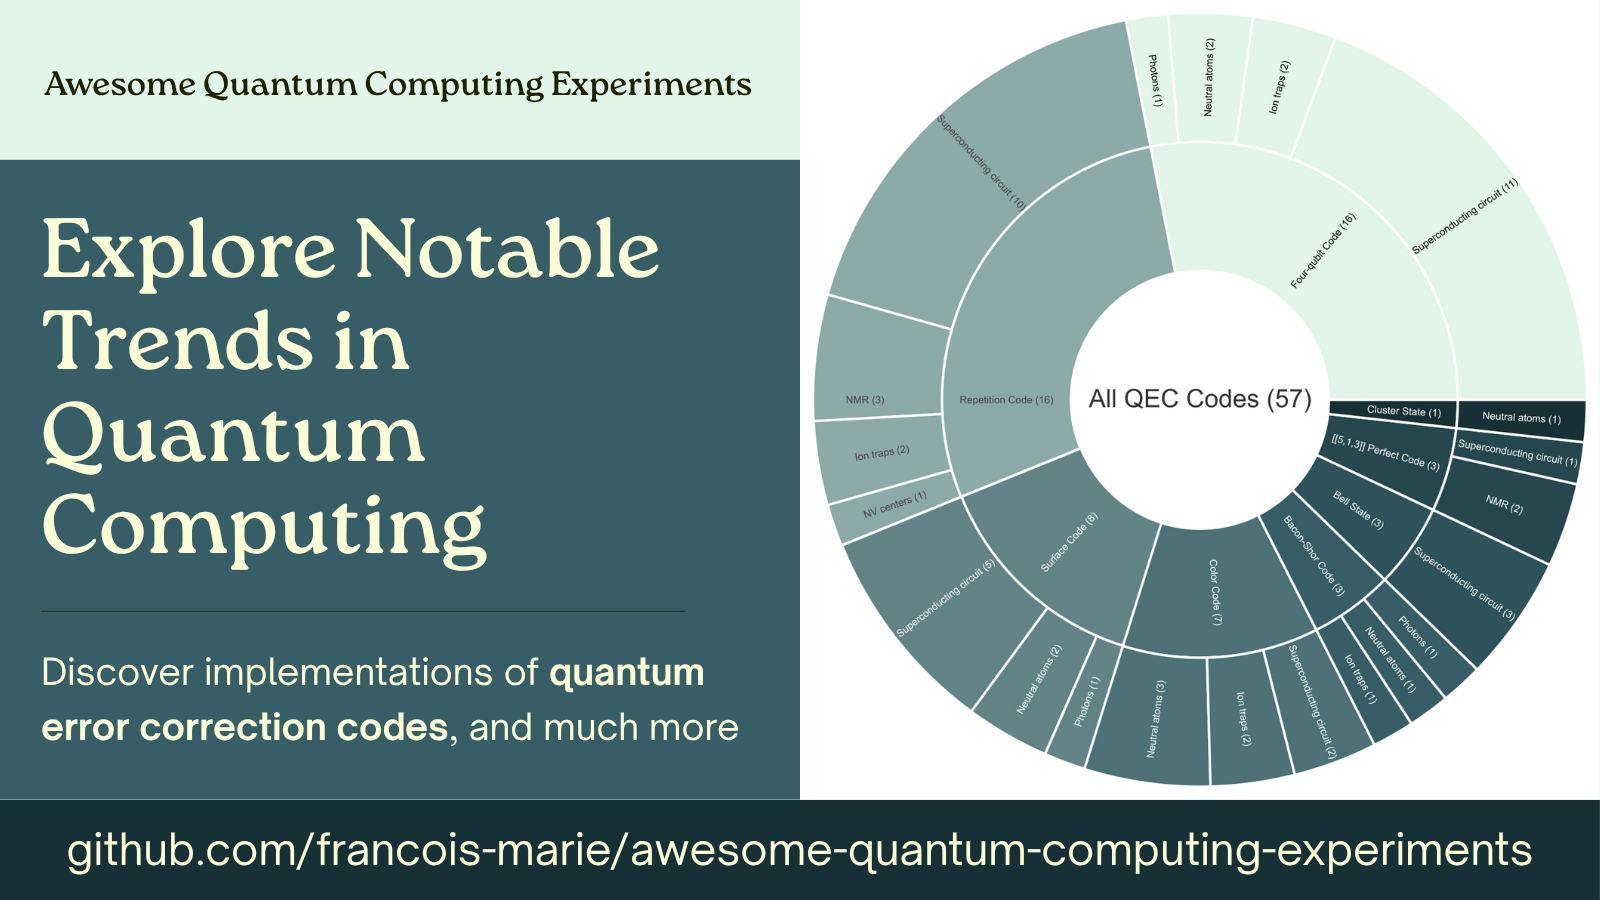 Awesome Quantum Computing Experiments
Explore Notable
Trends in
Quantum
Computing
Discover implementations of quantum
error correction codes, and much more
All QEC Codes (57)
Four-qubit Code (16)
Superconducting circuit (11)
Ion traps (2)
Neutral atoms (2)
Photons (1)
Repetition Code (16)
Superconducting circuit (10)
NMR (3)
Ion traps (2)
NV centers (1)
Surface Code (8)
Superconducting circuit (5)
Neutral atoms (2)
Photons (1)
Color Code (7)
Neutral atoms (3)
Ion traps (2)
Superconducting circuit (2)
Bacon-Shor Code (3)
Ion traps (1)
Neutral atoms (1)
Photons (1)
Bell State (3)
Superconducting circuit (3)
[[5,1,3]] Perfect Code (3)
NMR (2)
Superconducting circuit (1)
Cluster State (1)
Neutral atoms (1)
github.com/francois-marie/awesome-quantum-computing-experiments